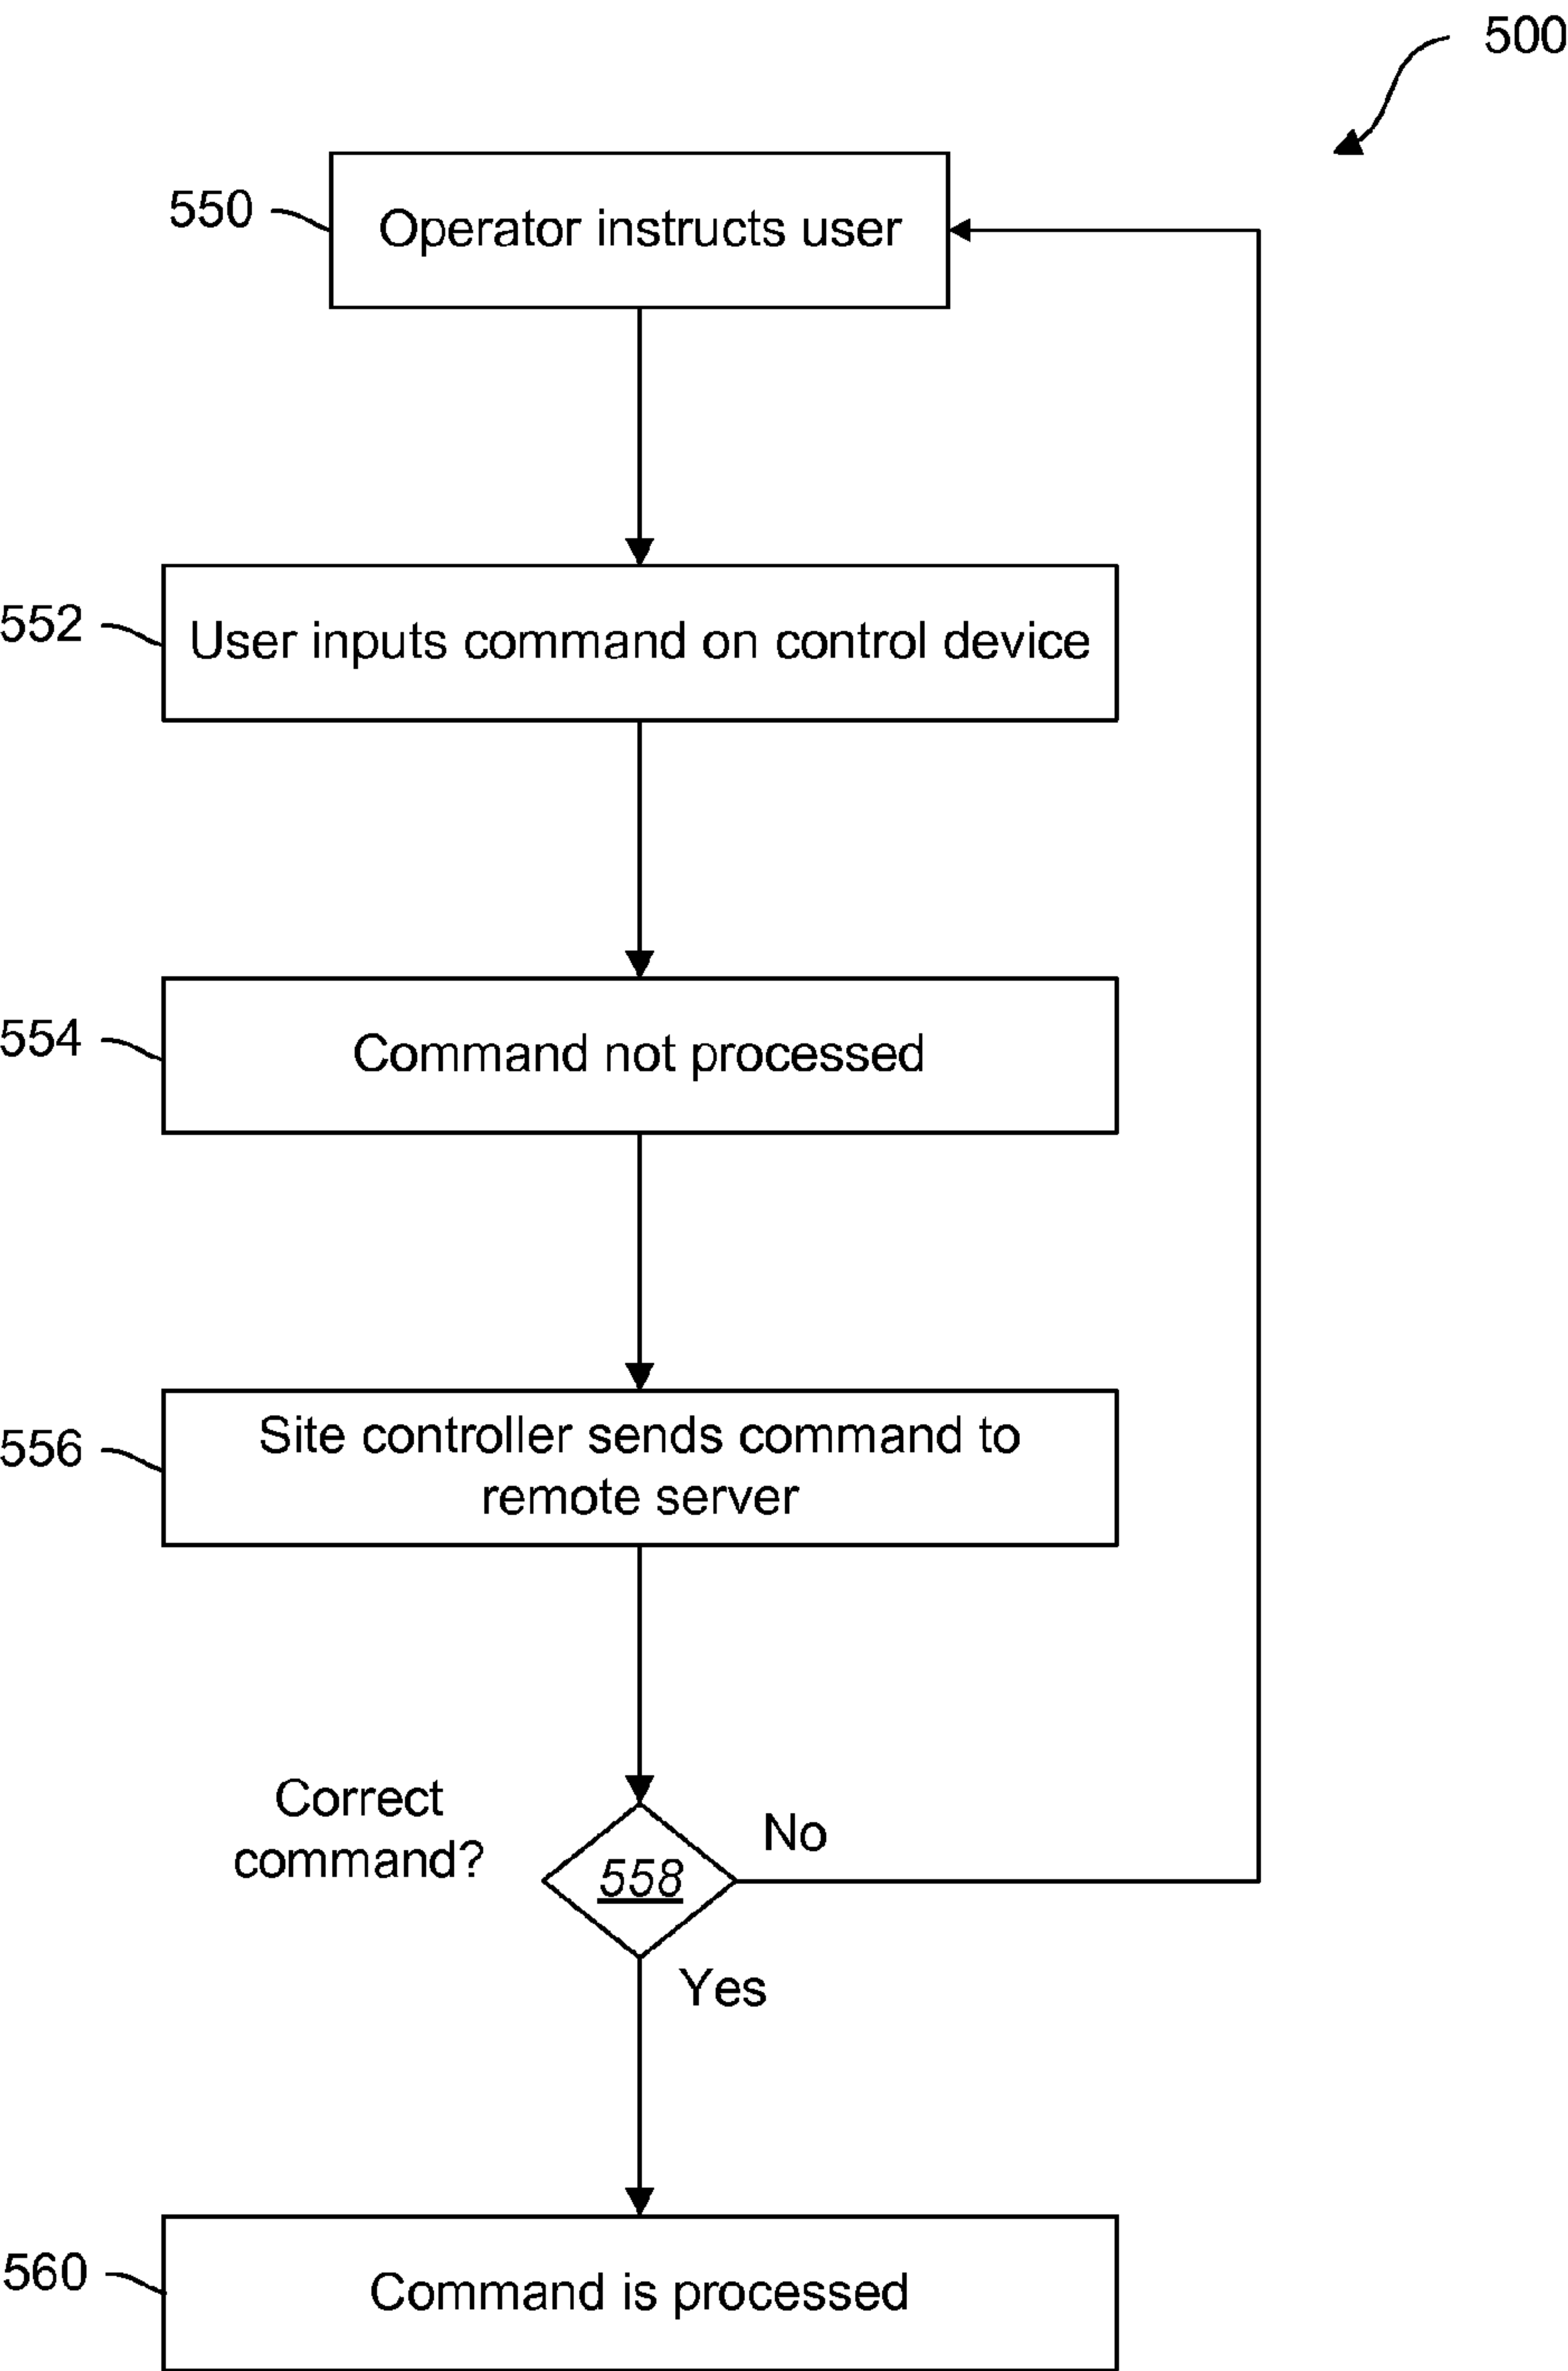 500
550
Operator instructs user
552
User inputs command on control device
554
Command not processed
556
Site controller sends command to
remote server
Correct
command?
558
No
Yes
560
Command is processed